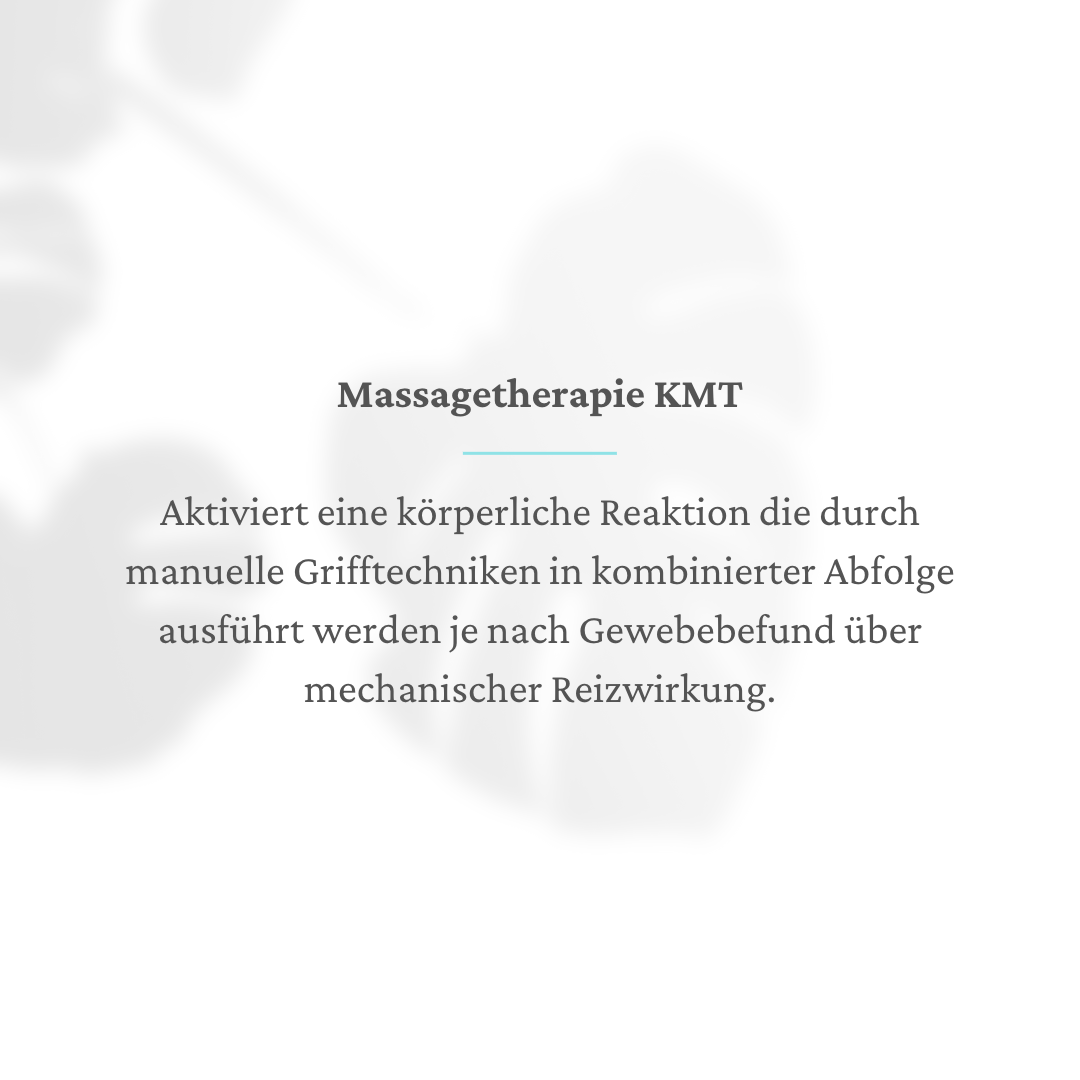 Massagetherapie KMT
Aktiviert eine körperliche Reaktion die durch
manuelle Grifftechniken in kombinierter Abfolge
ausführt werden je nach Gewebebefund über
mechanischer Reizwirkung.